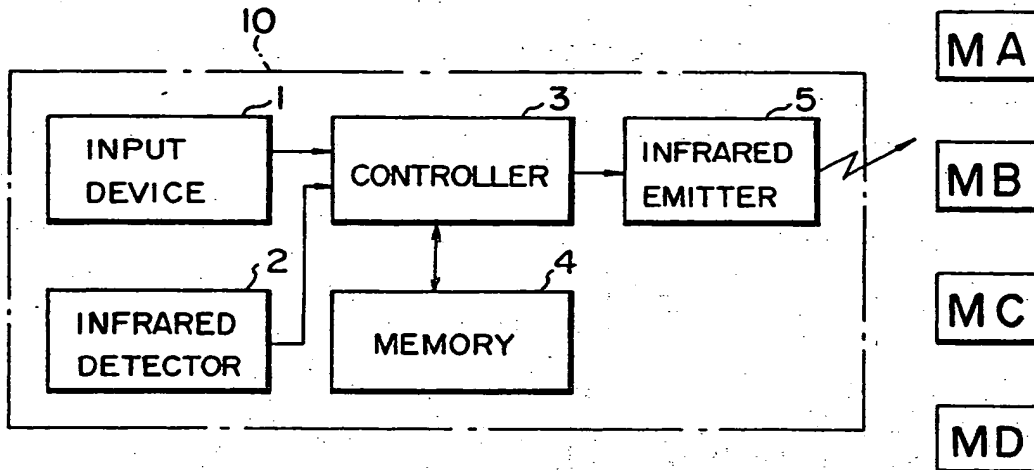 10
1
INPUT
DEVICE
3
CONTROLLER
5
INFRARED
EMITTER
2
INFRARED
DETECTOR
4
MEMORY
MA
MB
MC
MD